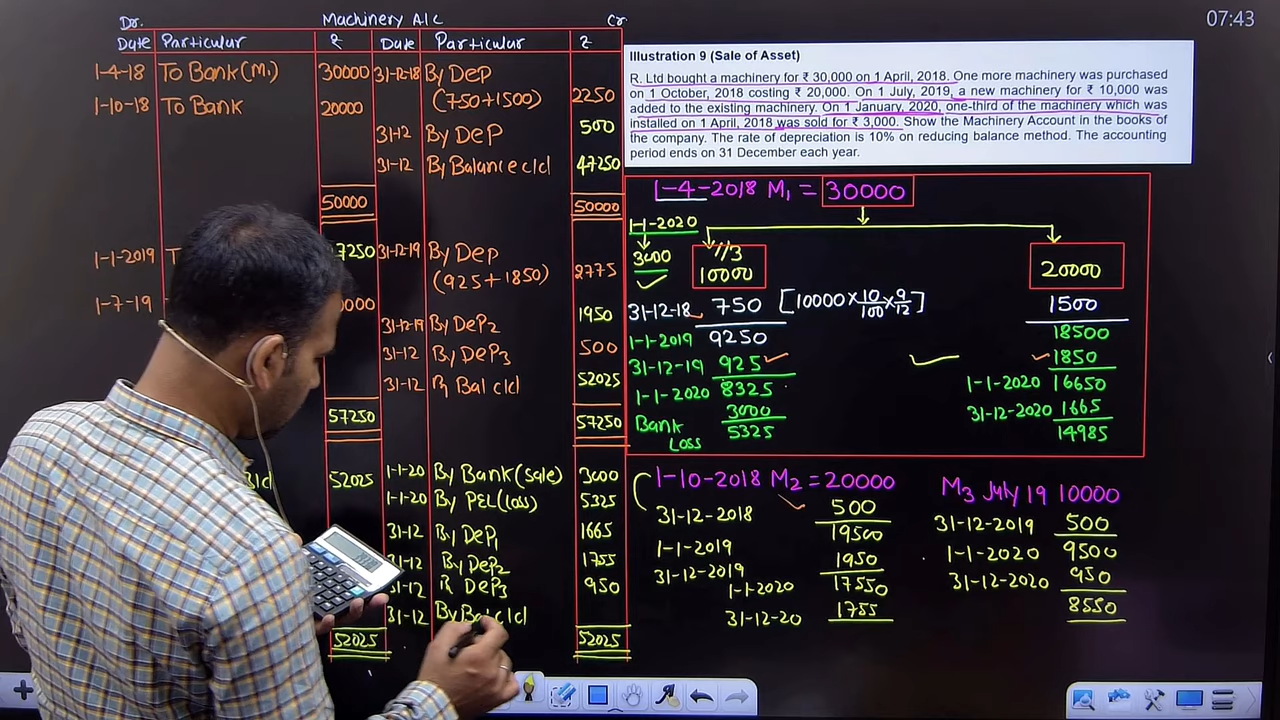 07:43
Dr. Machinery A/c Cr.
Date Particular ₹ Date Particular ₹
1-4-18 To Bank(M₁) 30000 31-12-18 By Dep
(750+1500) 2250
1-10-18 To Bank 20000
31-12 By Dep 500
31-12 By Balance c/d 47250
50000 50000
1-1-2019 7250 31-12-19 By Dep
(925+1850) 2775
1-7-19 0000
31-12-19 By Dep2 1950
31-12 By Dep3 500
31-12 By Bal c/d 52025
57250 57250
b/d 52025 1-1-20 By Bank(sale) 3000
1-1-20 By P&L(loss) 5325
31-12 By Dep1 1665
31-12 By Dep2 1755
31-12 By Dep3 950
31-12 By Bal c/d
52025 52025
Illustration 9 (Sale of Asset)
R. Ltd bought a machinery for ₹ 30,000 on 1 April, 2018. One more machinery was purchased
on 1 October, 2018 costing ₹ 20,000. On 1 July, 2019, a new machinery for ₹ 10,000 was
added to the existing machinery. On 1 January, 2020, one-third of the machinery which was
installed on 1 April, 2018 was sold for ₹ 3,000. Show the Machinery Account in the books of
the company. The rate of depreciation is 10% on reducing balance method. The accounting
period ends on 31 December each year.
1-4-2018 M₁ = 30000
1-1-2020
3000 1/3
10000 20000
31-12-18 750 [10000×10/100×9/12] 1500
1-1-2019 9250 18500
31-12-19 925 1850
1-1-2020 8325 1-1-2020 16650
Bank 3000 31-12-2020 1665
Loss 5325 14985
1-10-2018 M₂ = 20000
31-12-2018 500
19500
1-1-2019
31-12-2019 1950
1-1-2020 17550
31-12-20 1755
M₃ July 19 10000
31-12-2019 500
1-1-2020 9500
31-12-2020 950
8550